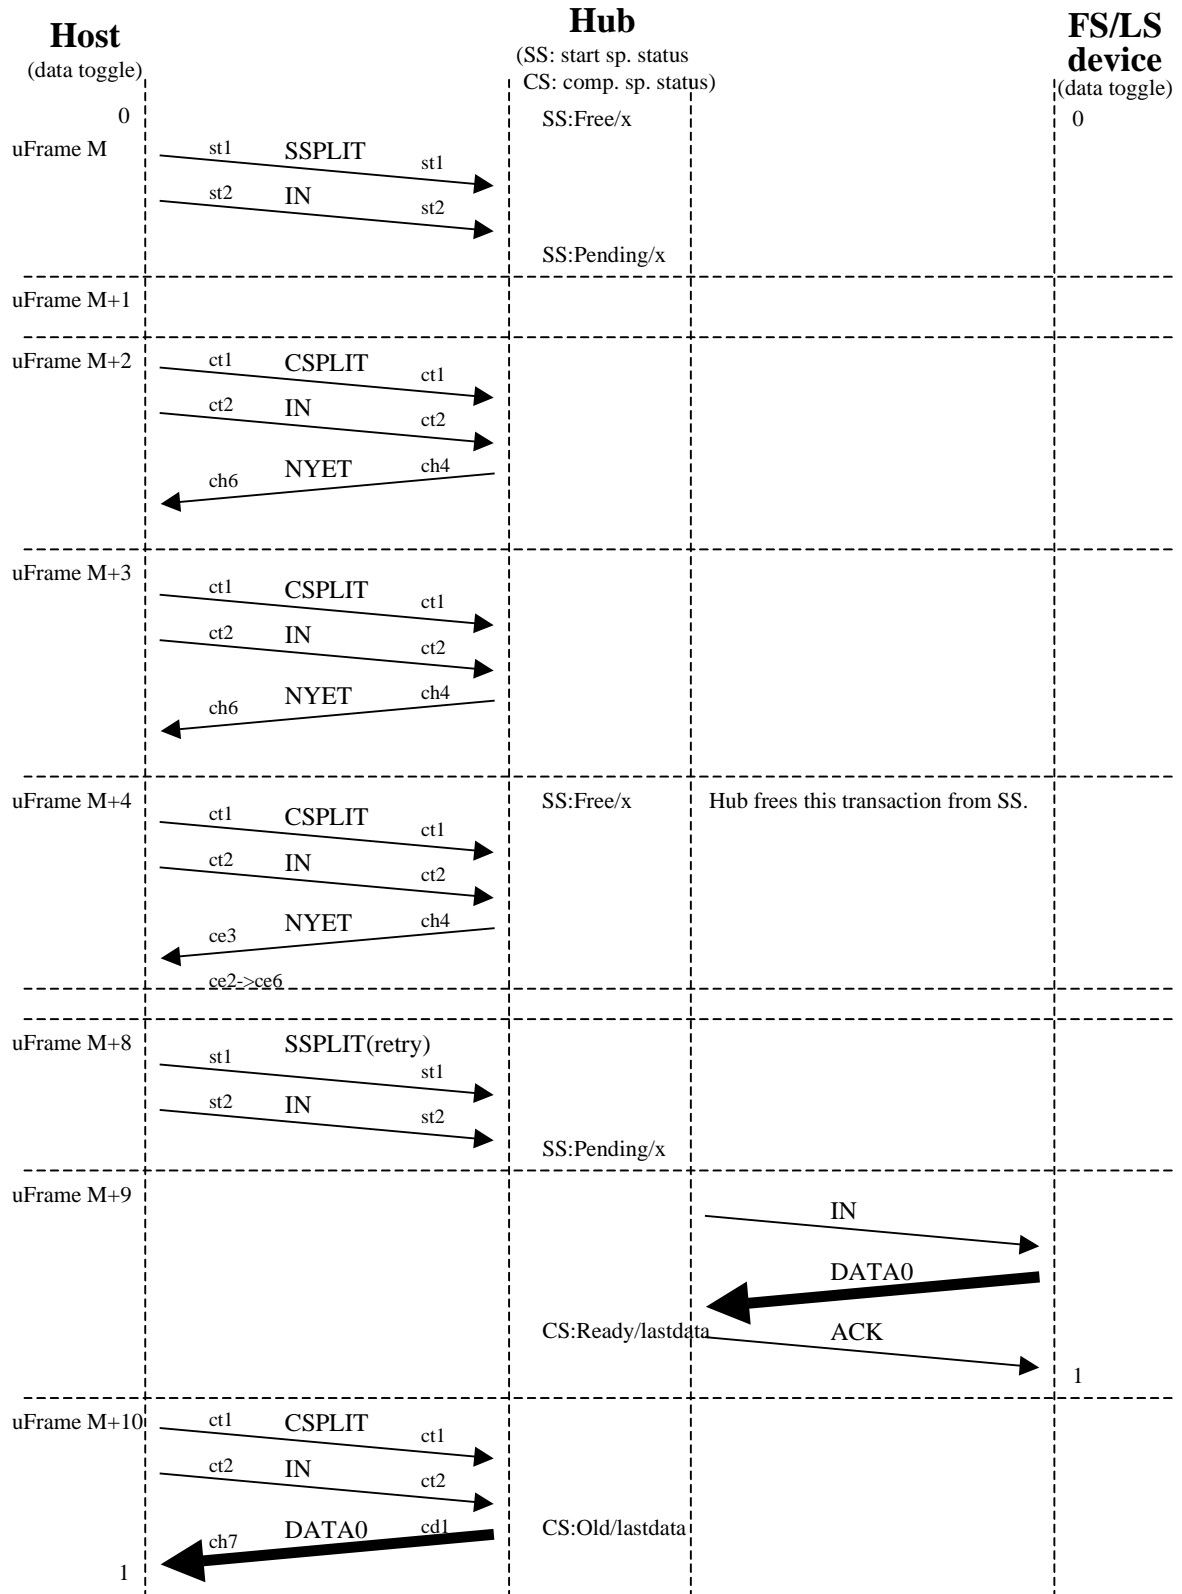 Host
(data toggle)
Hub
(SS: start sp. status
CS: comp. sp. status)
FS/LS
device
(data toggle)
0
SS:Free/x
0
uFrame M
st1 SSPLIT st1
st2 IN st2
SS:Pending/x
uFrame M+1
uFrame M+2
ct1 CSPLIT ct1
ct2 IN ct2
ch6 NYET ch4
uFrame M+3
ct1 CSPLIT ct1
ct2 IN ct2
ch6 NYET ch4
uFrame M+4
SS:Free/x
Hub frees this transaction from SS.
ct1 CSPLIT ct1
ct2 IN ct2
ce3 NYET ch4
ce2->ce6
uFrame M+8
st1 SSPLIT(retry) st1
st2 IN st2
SS:Pending/x
uFrame M+9
IN
DATA0
CS:Ready/lastdata
ACK
1
uFrame M+10
ct1 CSPLIT ct1
ct2 IN ct2
ch7 DATA0 cd1
CS:Old/lastdata
1